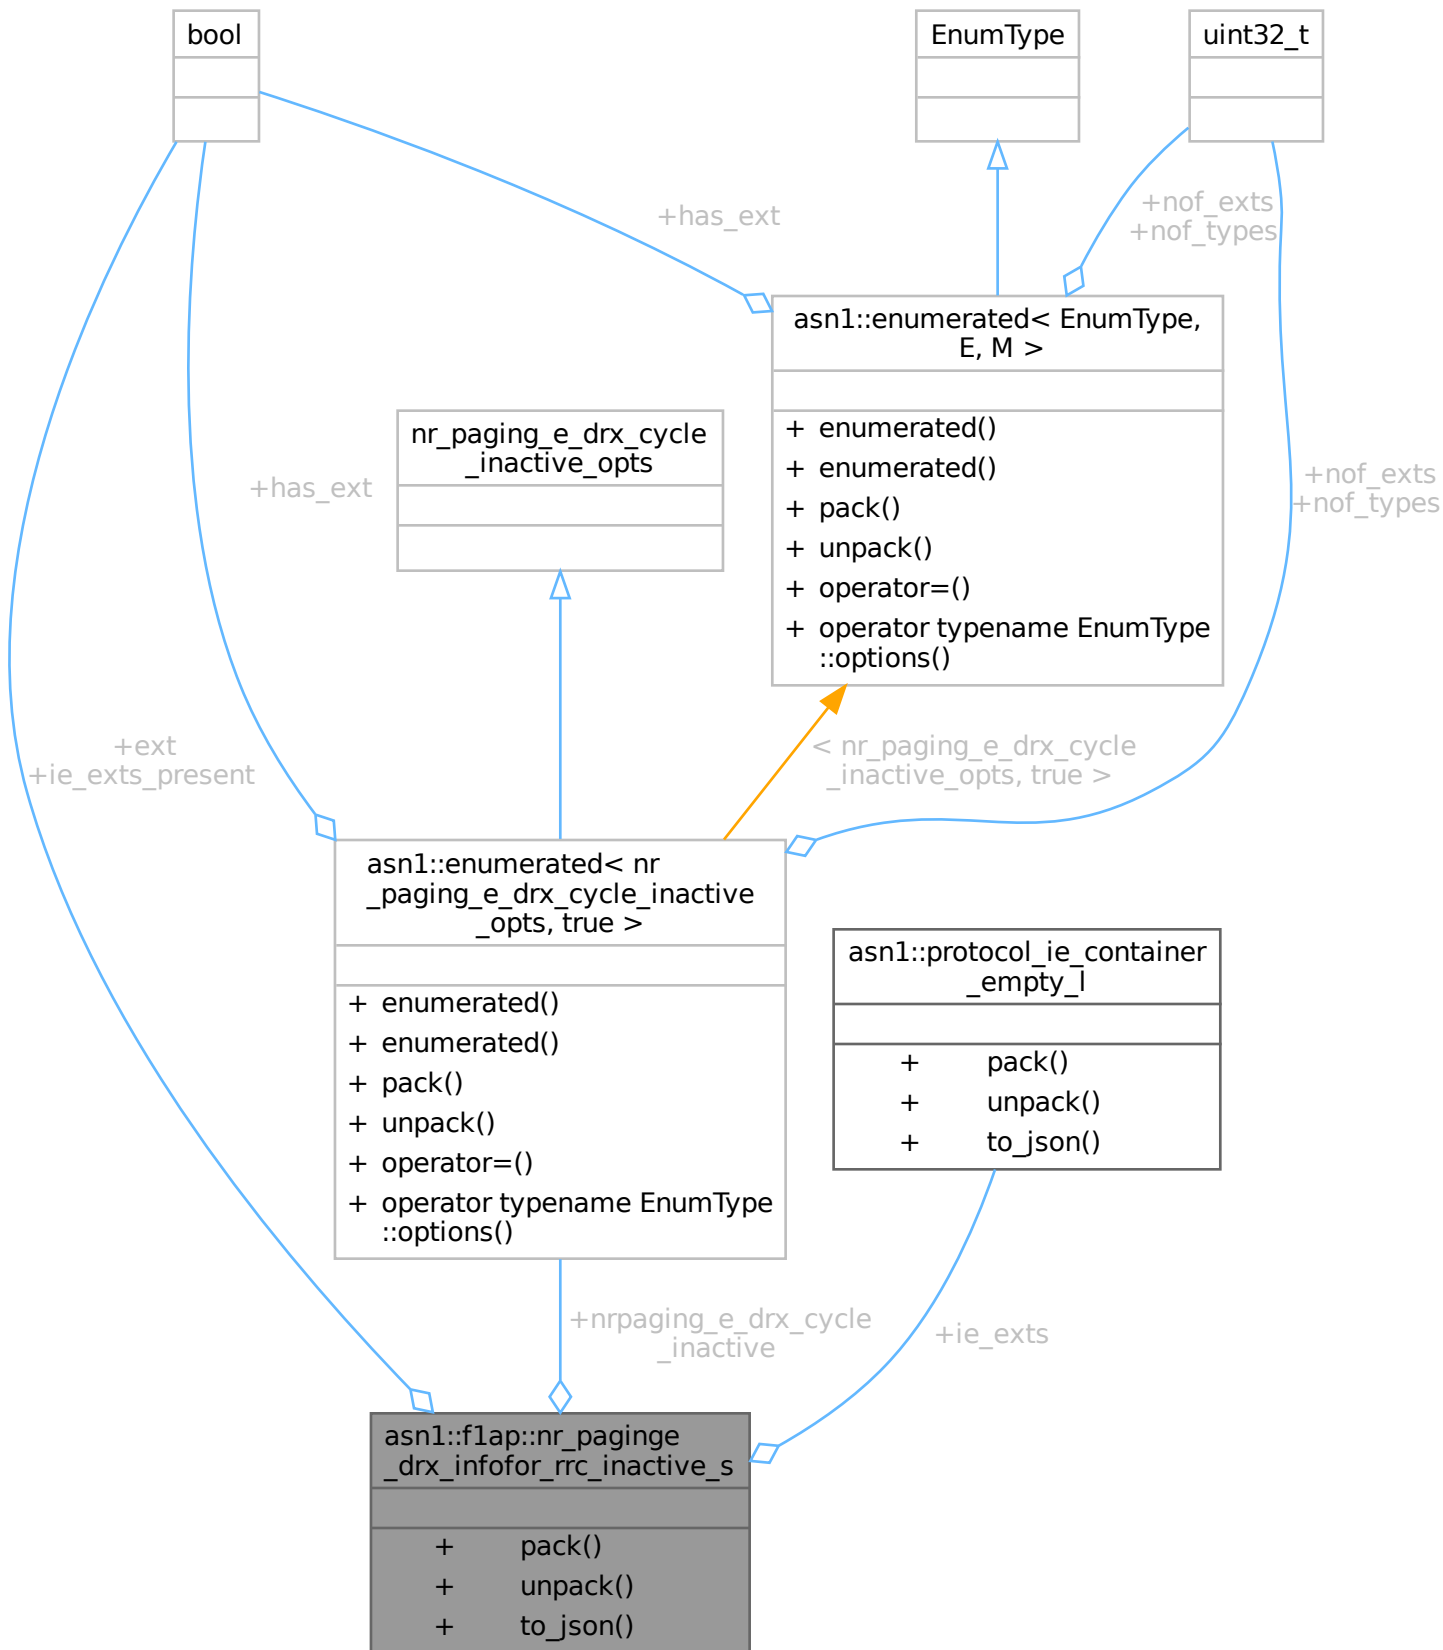 bool
EnumType
uint32_t
+has_ext
+nof_exts
+nof_types
asn1::enumerated< EnumType,
E, M >
+ enumerated()
+ enumerated()
+ pack()
+ unpack()
+ operator=()
+ operator typename EnumType
::options()
nr_paging_e_drx_cycle
_inactive_opts
+has_ext
+nof_exts
+nof_types
+ext
+ie_exts_present
< nr_paging_e_drx_cycle
_inactive_opts, true >
asn1::enumerated< nr
_paging_e_drx_cycle_inactive
_opts, true >
+ enumerated()
+ enumerated()
+ pack()
+ unpack()
+ operator=()
+ operator typename EnumType
::options()
asn1::protocol_ie_container
_empty_l
+ pack()
+ unpack()
+ to_json()
+nrpaging_e_drx_cycle
_inactive
+ie_exts
asn1::f1ap::nr_paginge
_drx_infofor_rrc_inactive_s
+ pack()
+ unpack()
+ to_json()